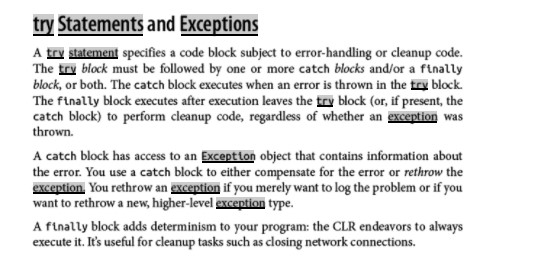 try Statements and Exceptions
A try statement specifies a code block subject to error-handling or cleanup code.
The try block must be followed by one or more catch blocks and/or a finally
block, or both. The catch block executes when an error is thrown in the try block.
The finally block executes after execution leaves the try block (or, if present, the
catch block) to perform cleanup code, regardless of whether an exception was
thrown.
A catch block has access to an Exception object that contains information about
the error. You use a catch block to either compensate for the error or rethrow the
exception. You rethrow an exception if you merely want to log the problem or if you
want to rethrow a new, higher-level exception type.
A finally block adds determinism to your program: the CLR endeavors to always
execute it. It's useful for cleanup tasks such as closing network connections.